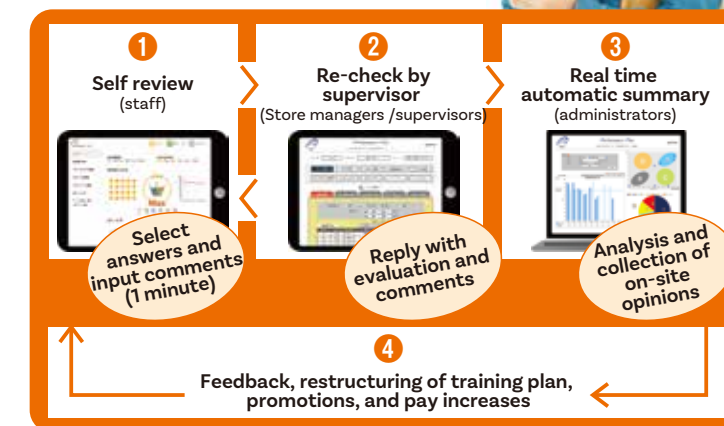 1
Self review
(staff)
Select
answers and
input comments
(1 minute)
2
Re-check by
supervisor
(Store managers /supervisors)
Reply with
evaluation and
comments
3
Real time
automatic summary
(administrators)
Analysis and
collection of
on-site
opinions
4
Feedback, restructuring of training plan,
promotions, and pay increases